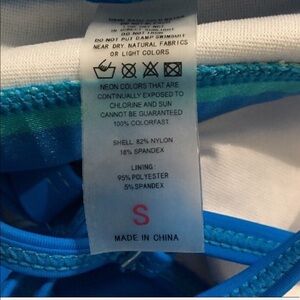 DO NOT PUT DAMP SWIMSUIT
NEAR DRY NATURAL FABRICS
OR LIGHT COLORS
NEON COLORS ARE THAT ARE
CONTINUALLY EXPOSED TO
CHLORINE AND SUN
CANNOT BE GUARANTEED
100% COLORFAST.
SHELL: 82% NYLON
18% SPANDEX
LINING:
95% POLYESTER
5% SPANDEX
S
MADE IN CHINA